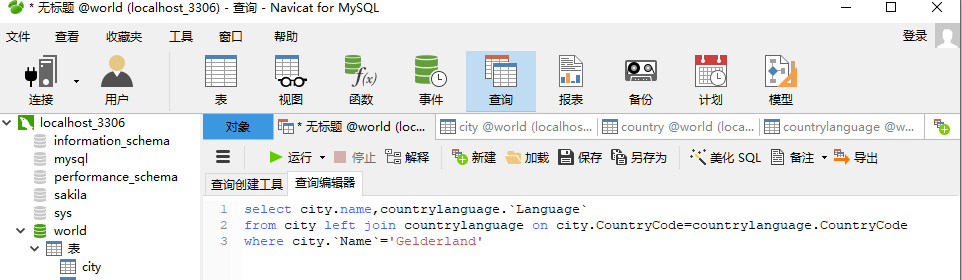 * 无标题 @world (localhost_3306) - 查询 - Navicat for MySQL
文件 查看 收藏夹 工具 窗口 帮助 登录
连接 用户 表 视图 f(x) 函数 事件 查询 报表 备份 计划 模型
localhost_3306
information_schema
mysql
performance_schema
sakila
sys
world
表
city
对象 * 无标题 @world (loc... city @world (localhos... country @world (loca... countrylanguage @w...
运行 停止 解释 新建 加载 保存 另存为 美化 SQL 备注 导出
查询创建工具 查询编辑器
1 select city.name,countrylanguage.`Language`
2 from city left join countrylanguage on city.CountryCode=countrylanguage.CountryCode
3 where city.`Name`='Gelderland'